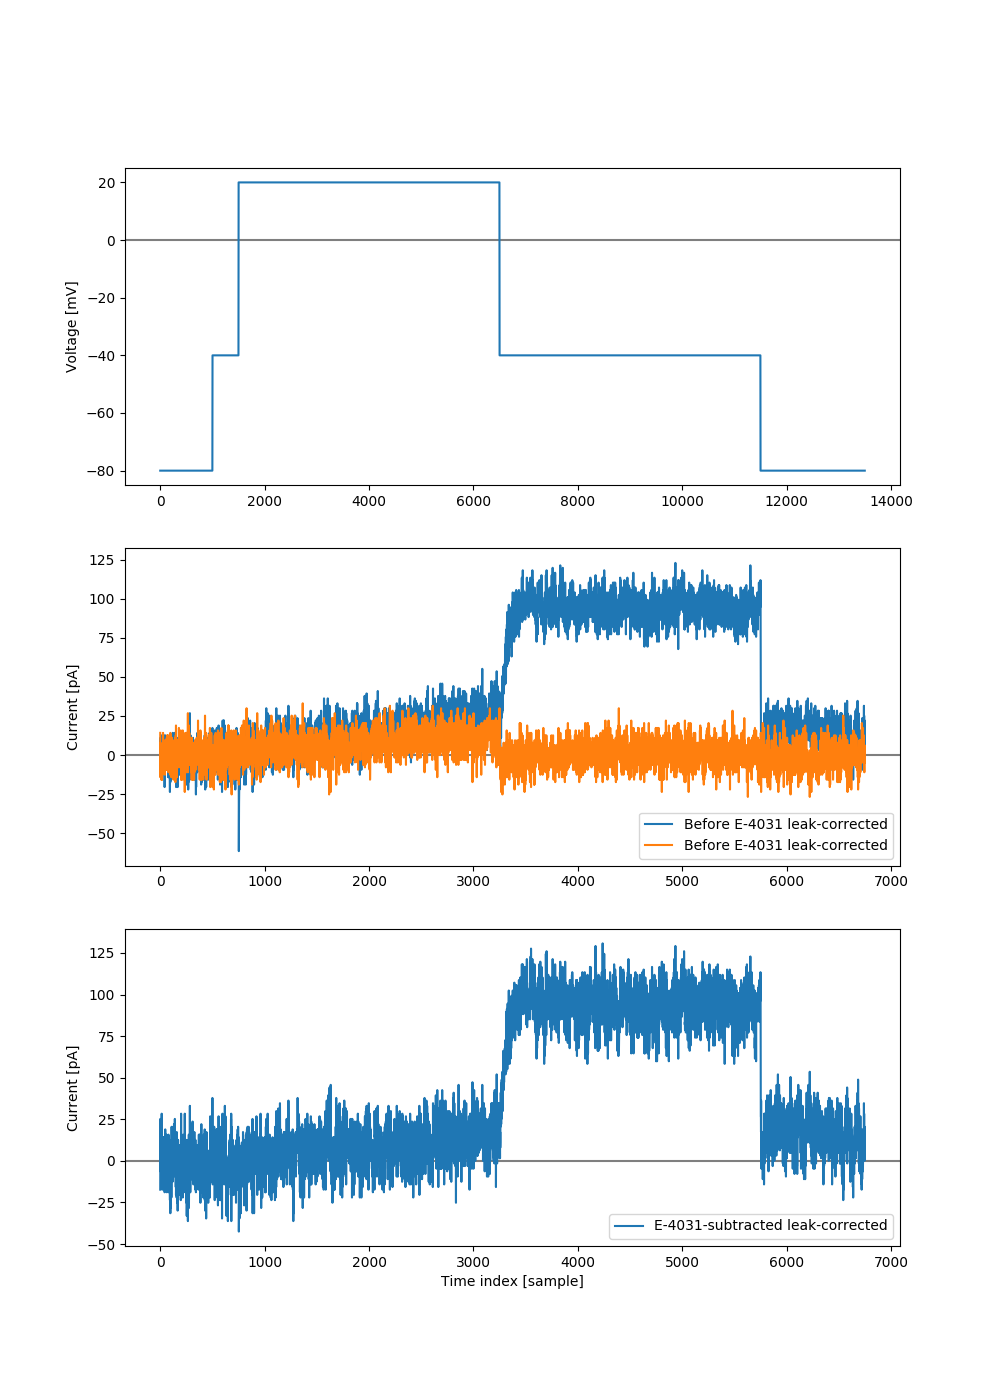 20
0
−20
−40
−60
−80
Voltage [mV]
0 2000 4000 6000 8000 10000 12000 14000
125
100
75
50
25
0
−25
−50
Current [pA]
Before E-4031 leak-corrected
Before E-4031 leak-corrected
0 1000 2000 3000 4000 5000 6000 7000
125
100
75
50
25
0
−25
−50
Current [pA]
E-4031-subtracted leak-corrected
0 1000 2000 3000 4000 5000 6000 7000
Time index [sample]